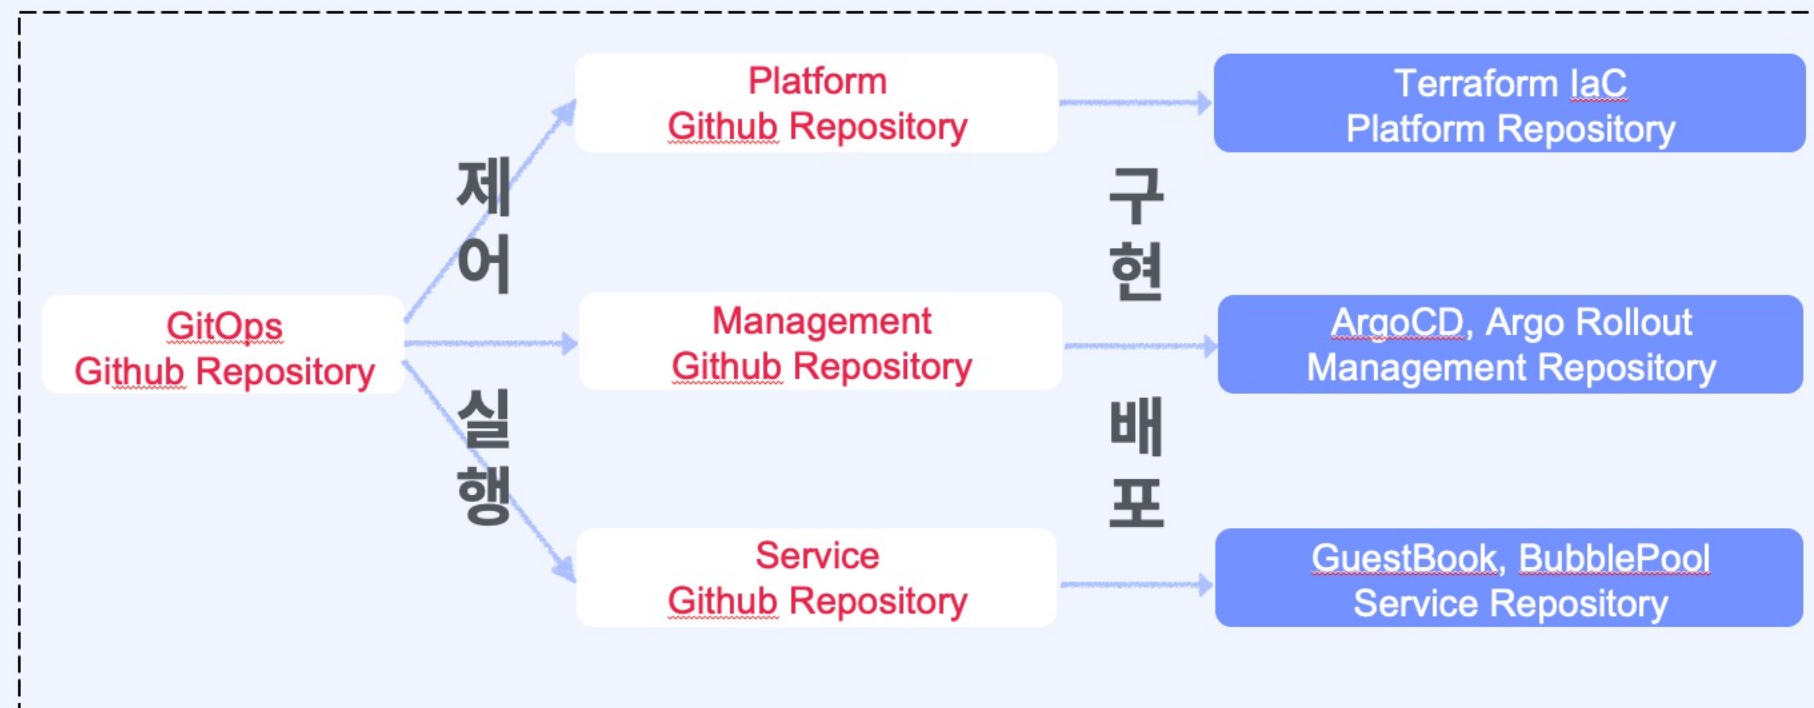 GitOps
Github Repository
제
어
실
행
Platform
Github Repository
Management
Github Repository
Service
Github Repository
구
현
배
포
Terraform IaC
Platform Repository
ArgoCD, Argo Rollout
Management Repository
GuestBook, BubblePool
Service Repository